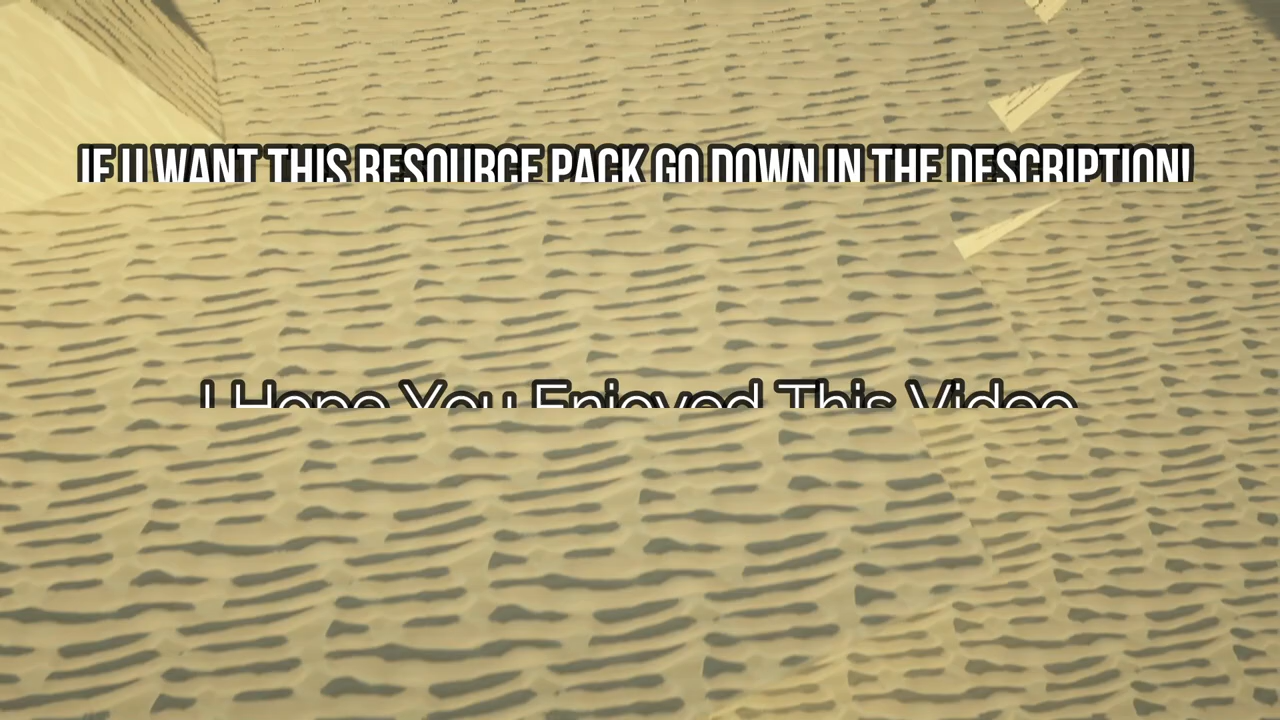 IF U WANT THIS RESOURCE PACK GO DOWN IN THE DESCRIPTION!
I Hope You Enjoyed This Video